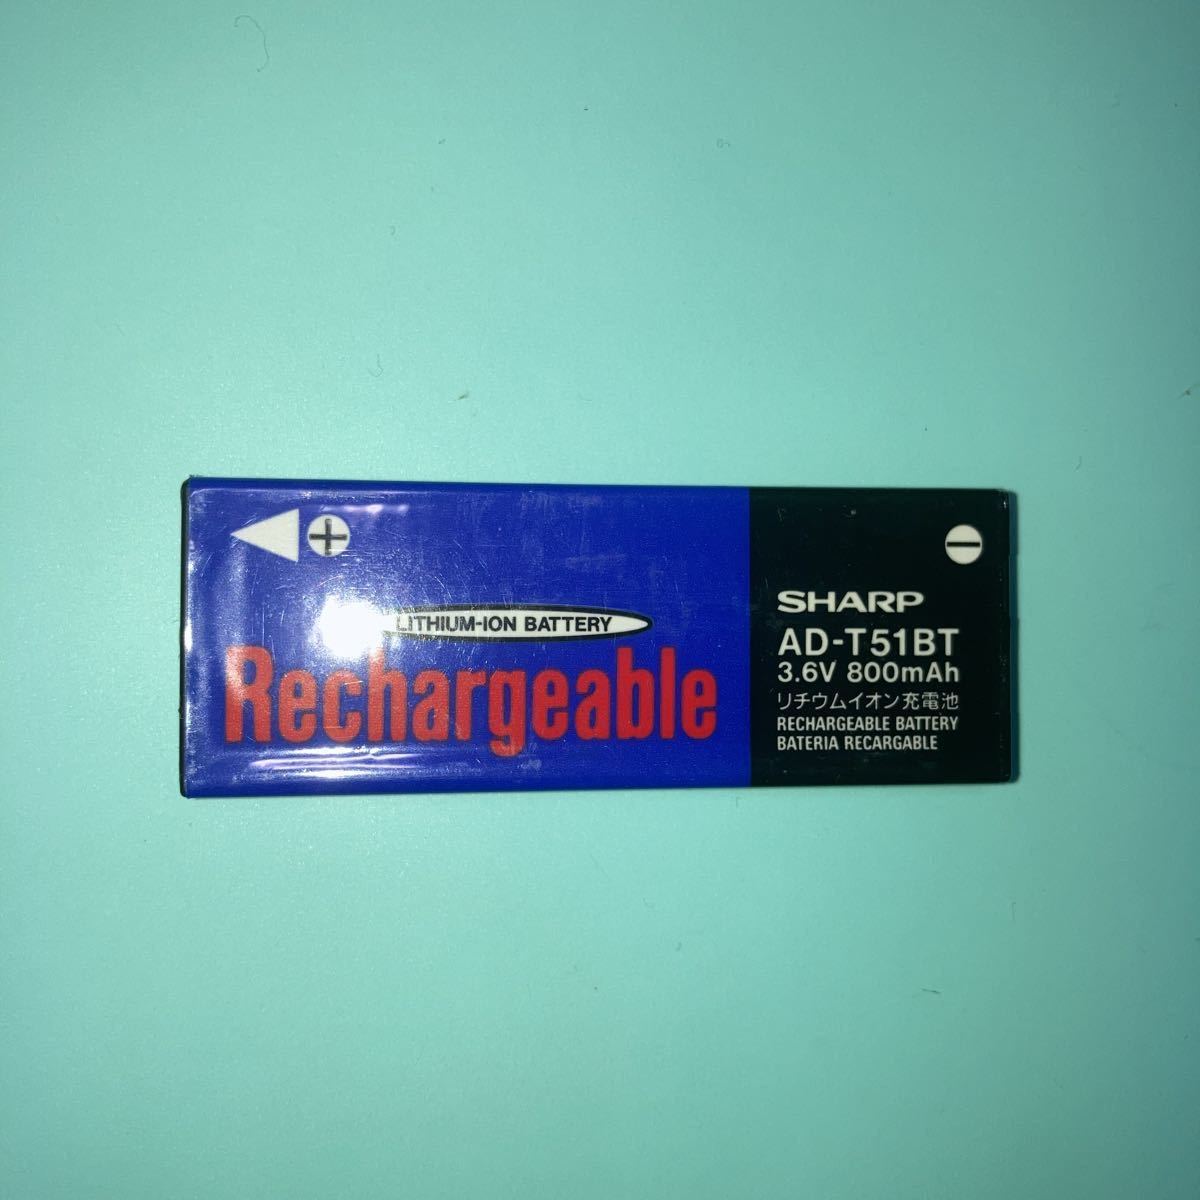 LITHIUM-ION BATTERY
Rechargeable
SHARP
AD-T51BT
3.6V 800mAh
リチウムイオン充電池
RECHARGEABLE BATTERY
BATERIA RECARGABLE